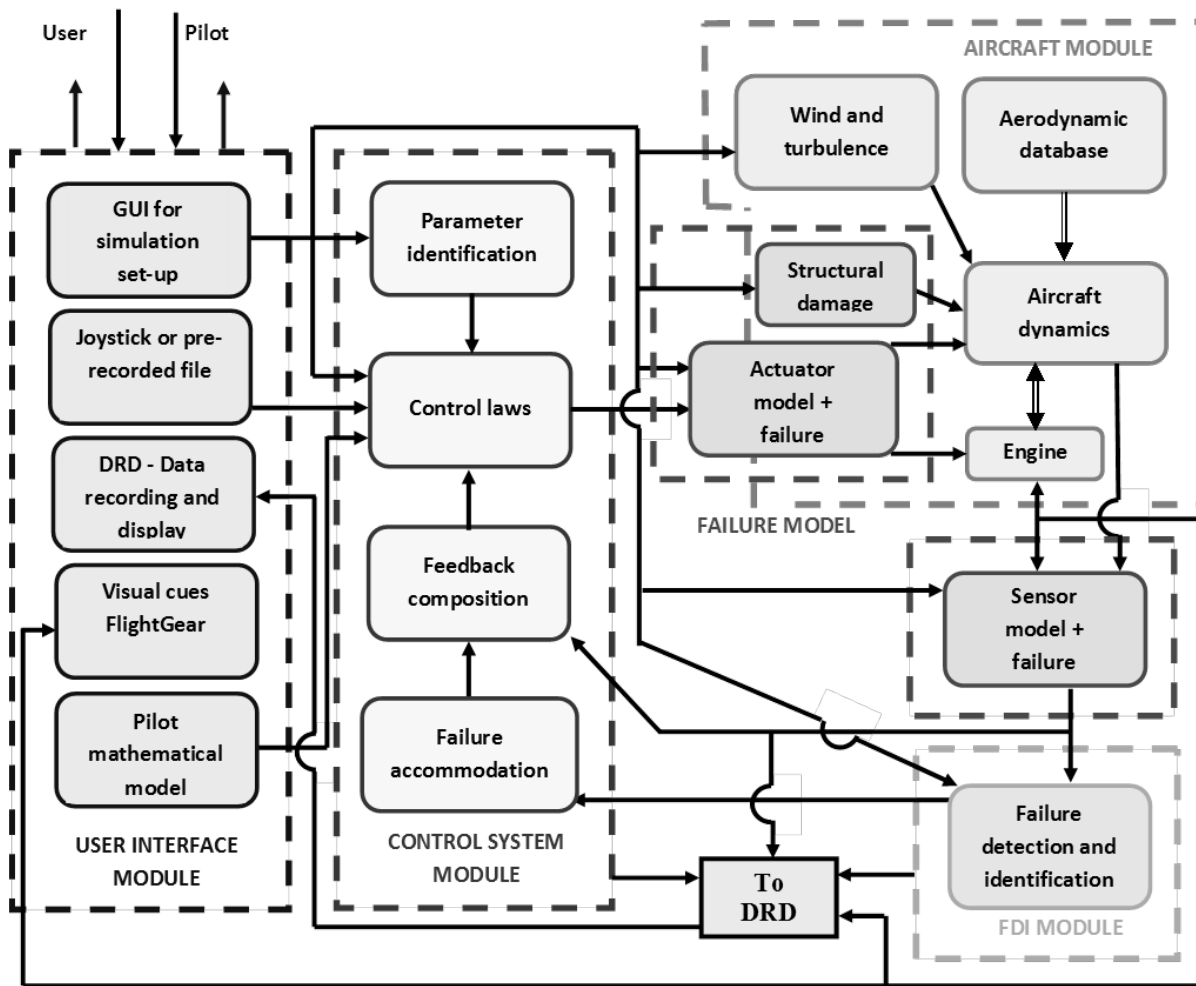 User
Pilot
AIRCRAFT MODULE
Wind and
turbulence
Aerodynamic
database
GUI for
simulation
set-up
Parameter
identification
Structural
damage
Aircraft
dynamics
Joystick or pre-
recorded file
Control laws
Actuator
model +
failure
Engine
DRD - Data
recording and
display
FAILURE MODEL
Visual cues
FlightGear
Feedback
composition
Sensor
model +
failure
Pilot
mathematical
model
Failure
accommodation
Failure
detection and
identification
USER INTERFACE
MODULE
CONTROL SYSTEM
MODULE
To
DRD
FDI MODULE